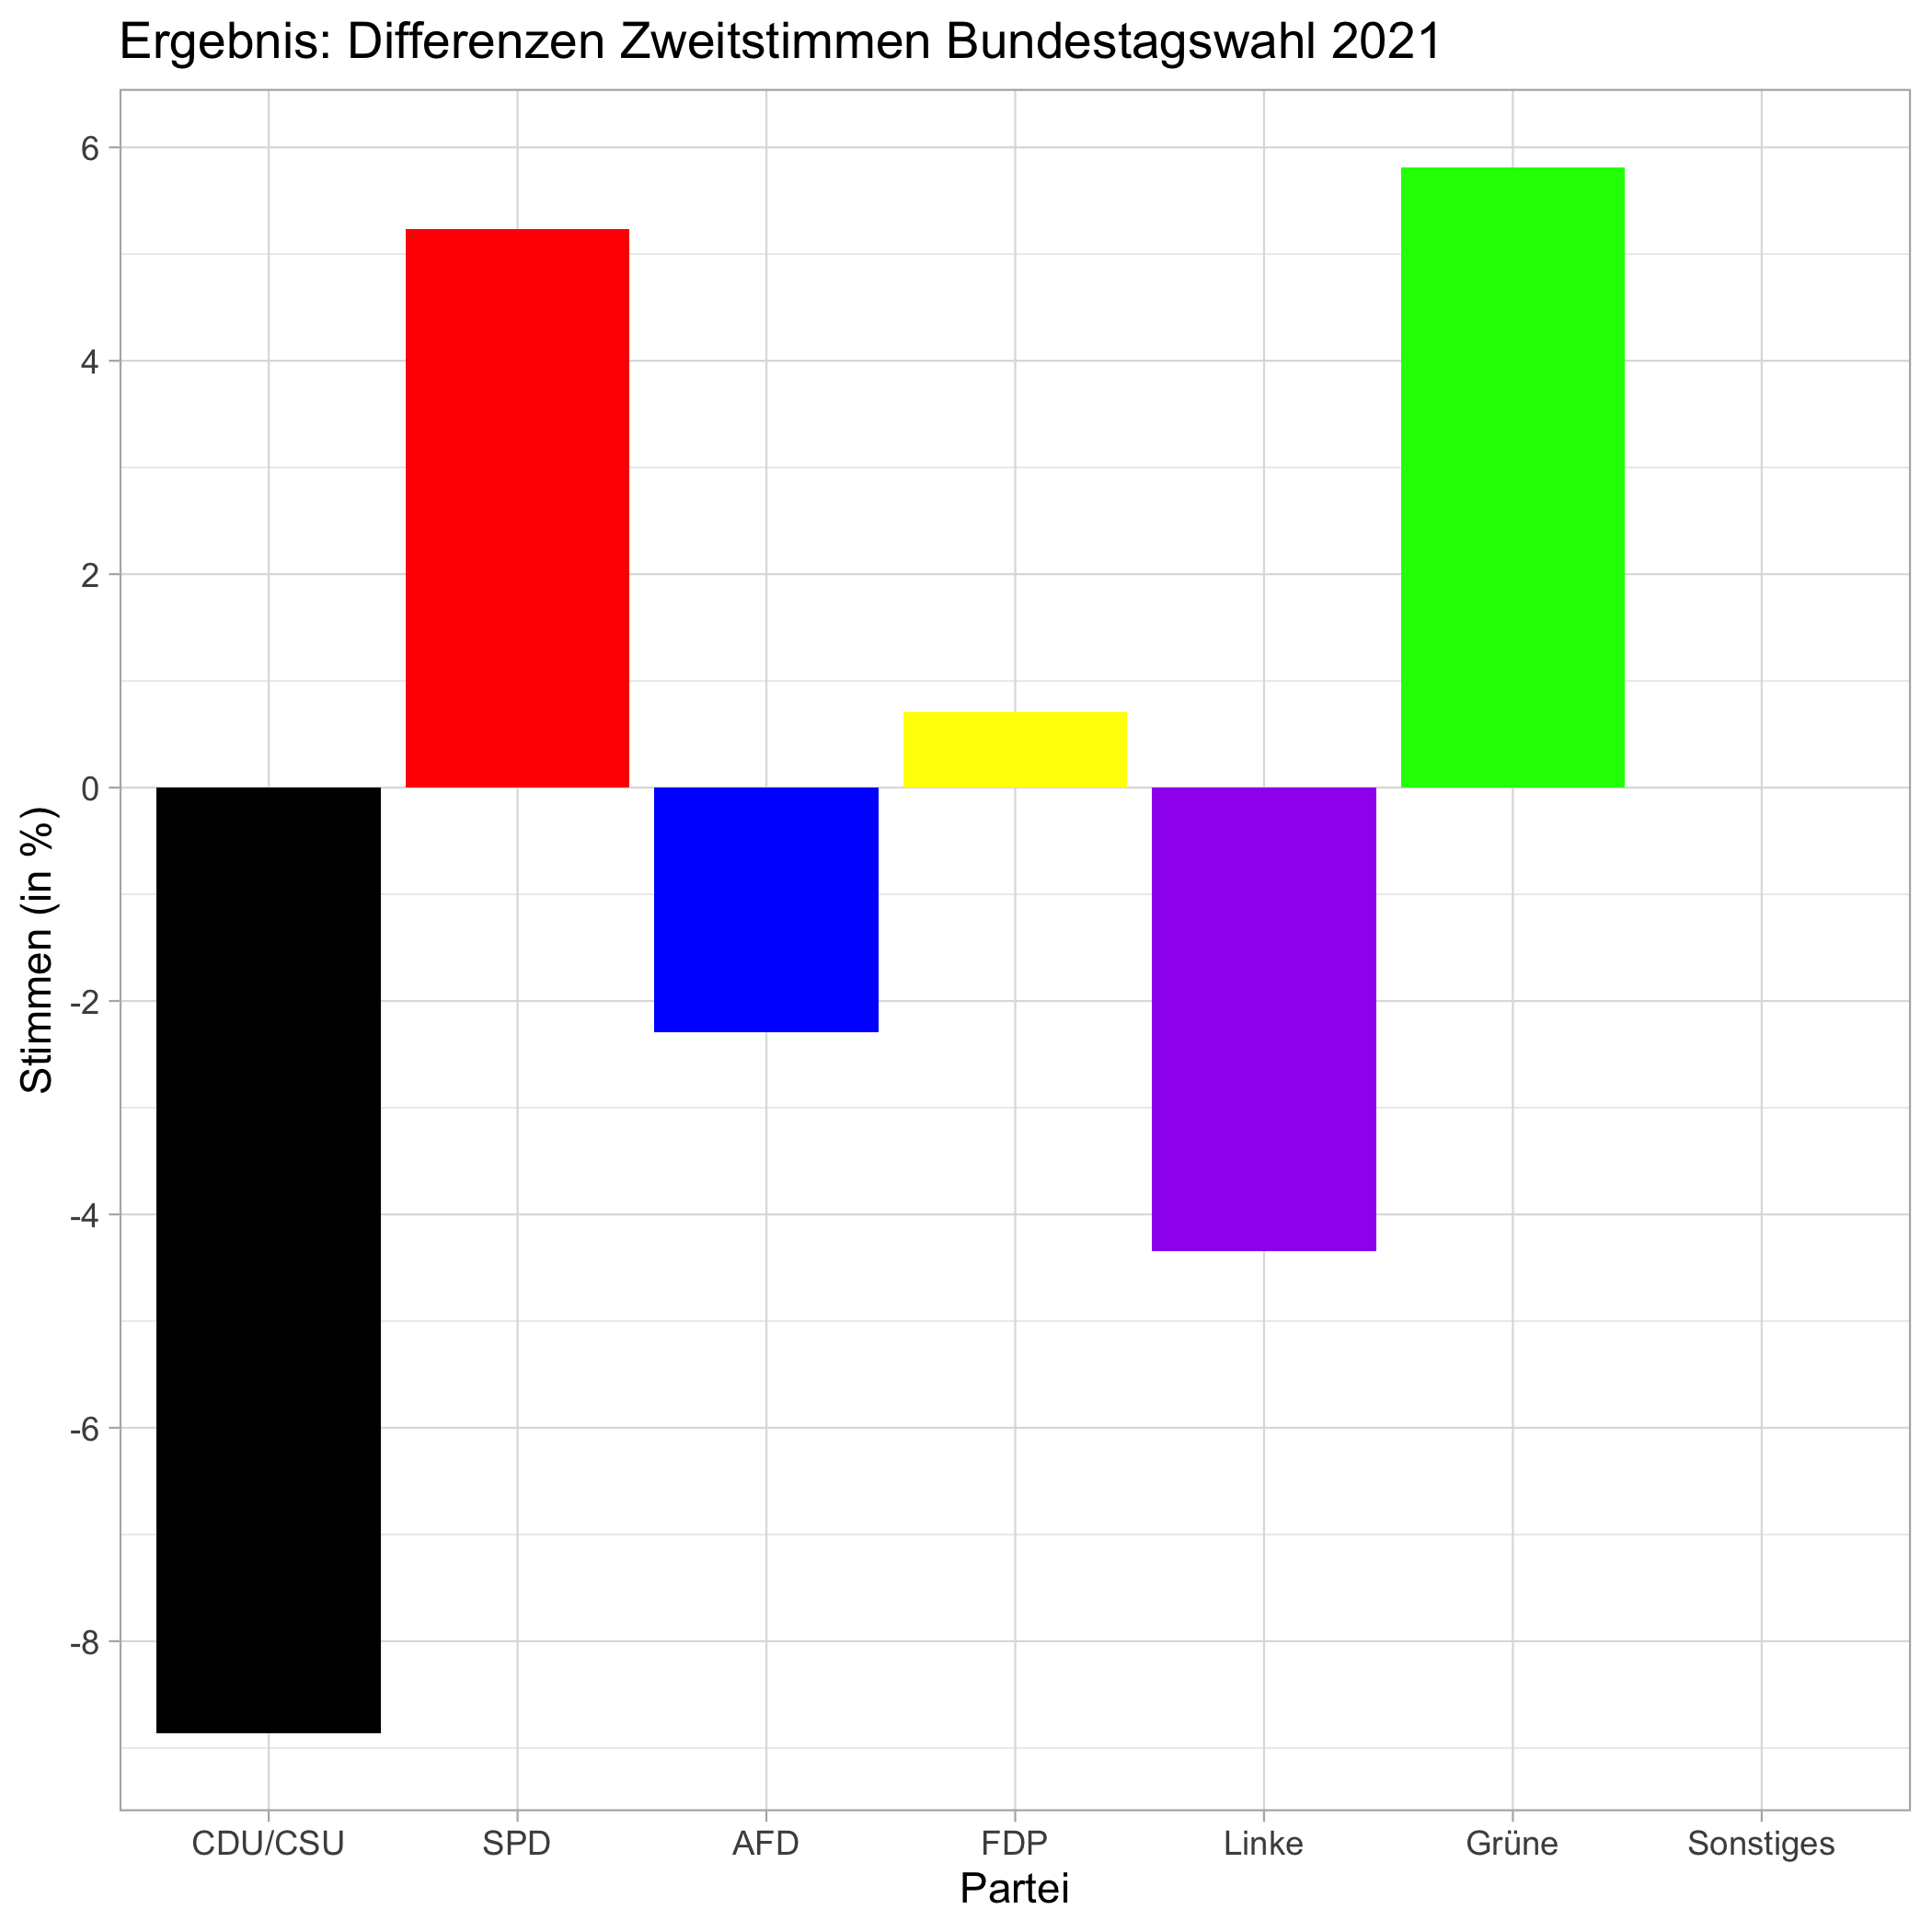 Ergebnis: Differenzen Zweitstimmen Bundestagswahl 2021
6
4
2
0
-2
-4
-6
-8
Stimmen (in %)
CDU/CSU SPD AFD FDP Linke Grüne Sonstiges
Partei